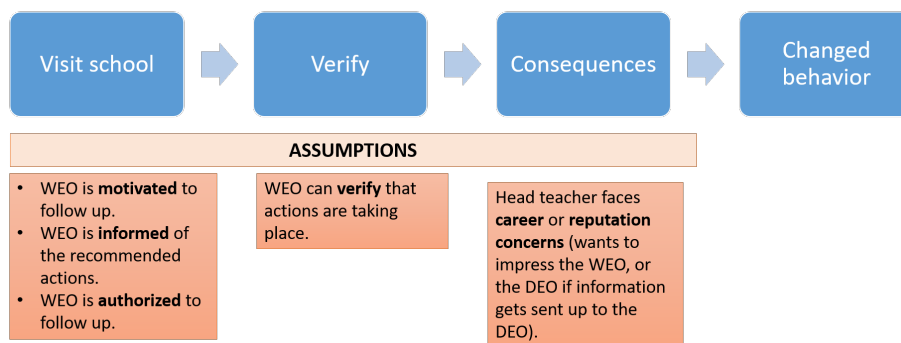 Visit school
Verify
Consequences
Changed
behavior
ASSUMPTIONS
• WEO is motivated to
follow up.
• WEO is informed of
the recommended
actions.
• WEO is authorized to
follow up.
WEO can verify that
actions are taking
place.
Head teacher faces
career or reputation
concerns (wants to
impress the WEO, or
the DEO if information
gets sent up to the
DEO).